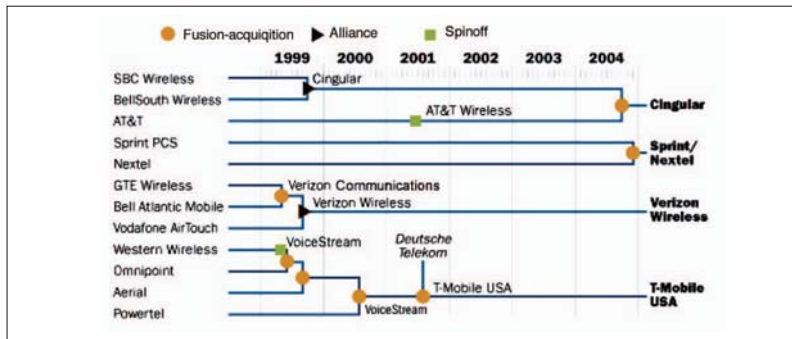 Fusion-acquiqition Alliance Spinoff
1999 2000 2001 2002 2003 2004
SBC Wireless
Cingular
BellSouth Wireless
Cingular
AT&T
AT&T Wireless
Sprint PCS
Sprint/
Nextel
Nextel
GTE Wireless
Verizon Communications
Bell Atlantic Mobile
Verizon Wireless
Verizon
Wireless
Vodafone AirTouch
Western Wireless
VoiceStream
Deutsche
Telekom
Omnipoint
Aerial
T-Mobile USA
T-Mobile
USA
Powertel
VoiceStream